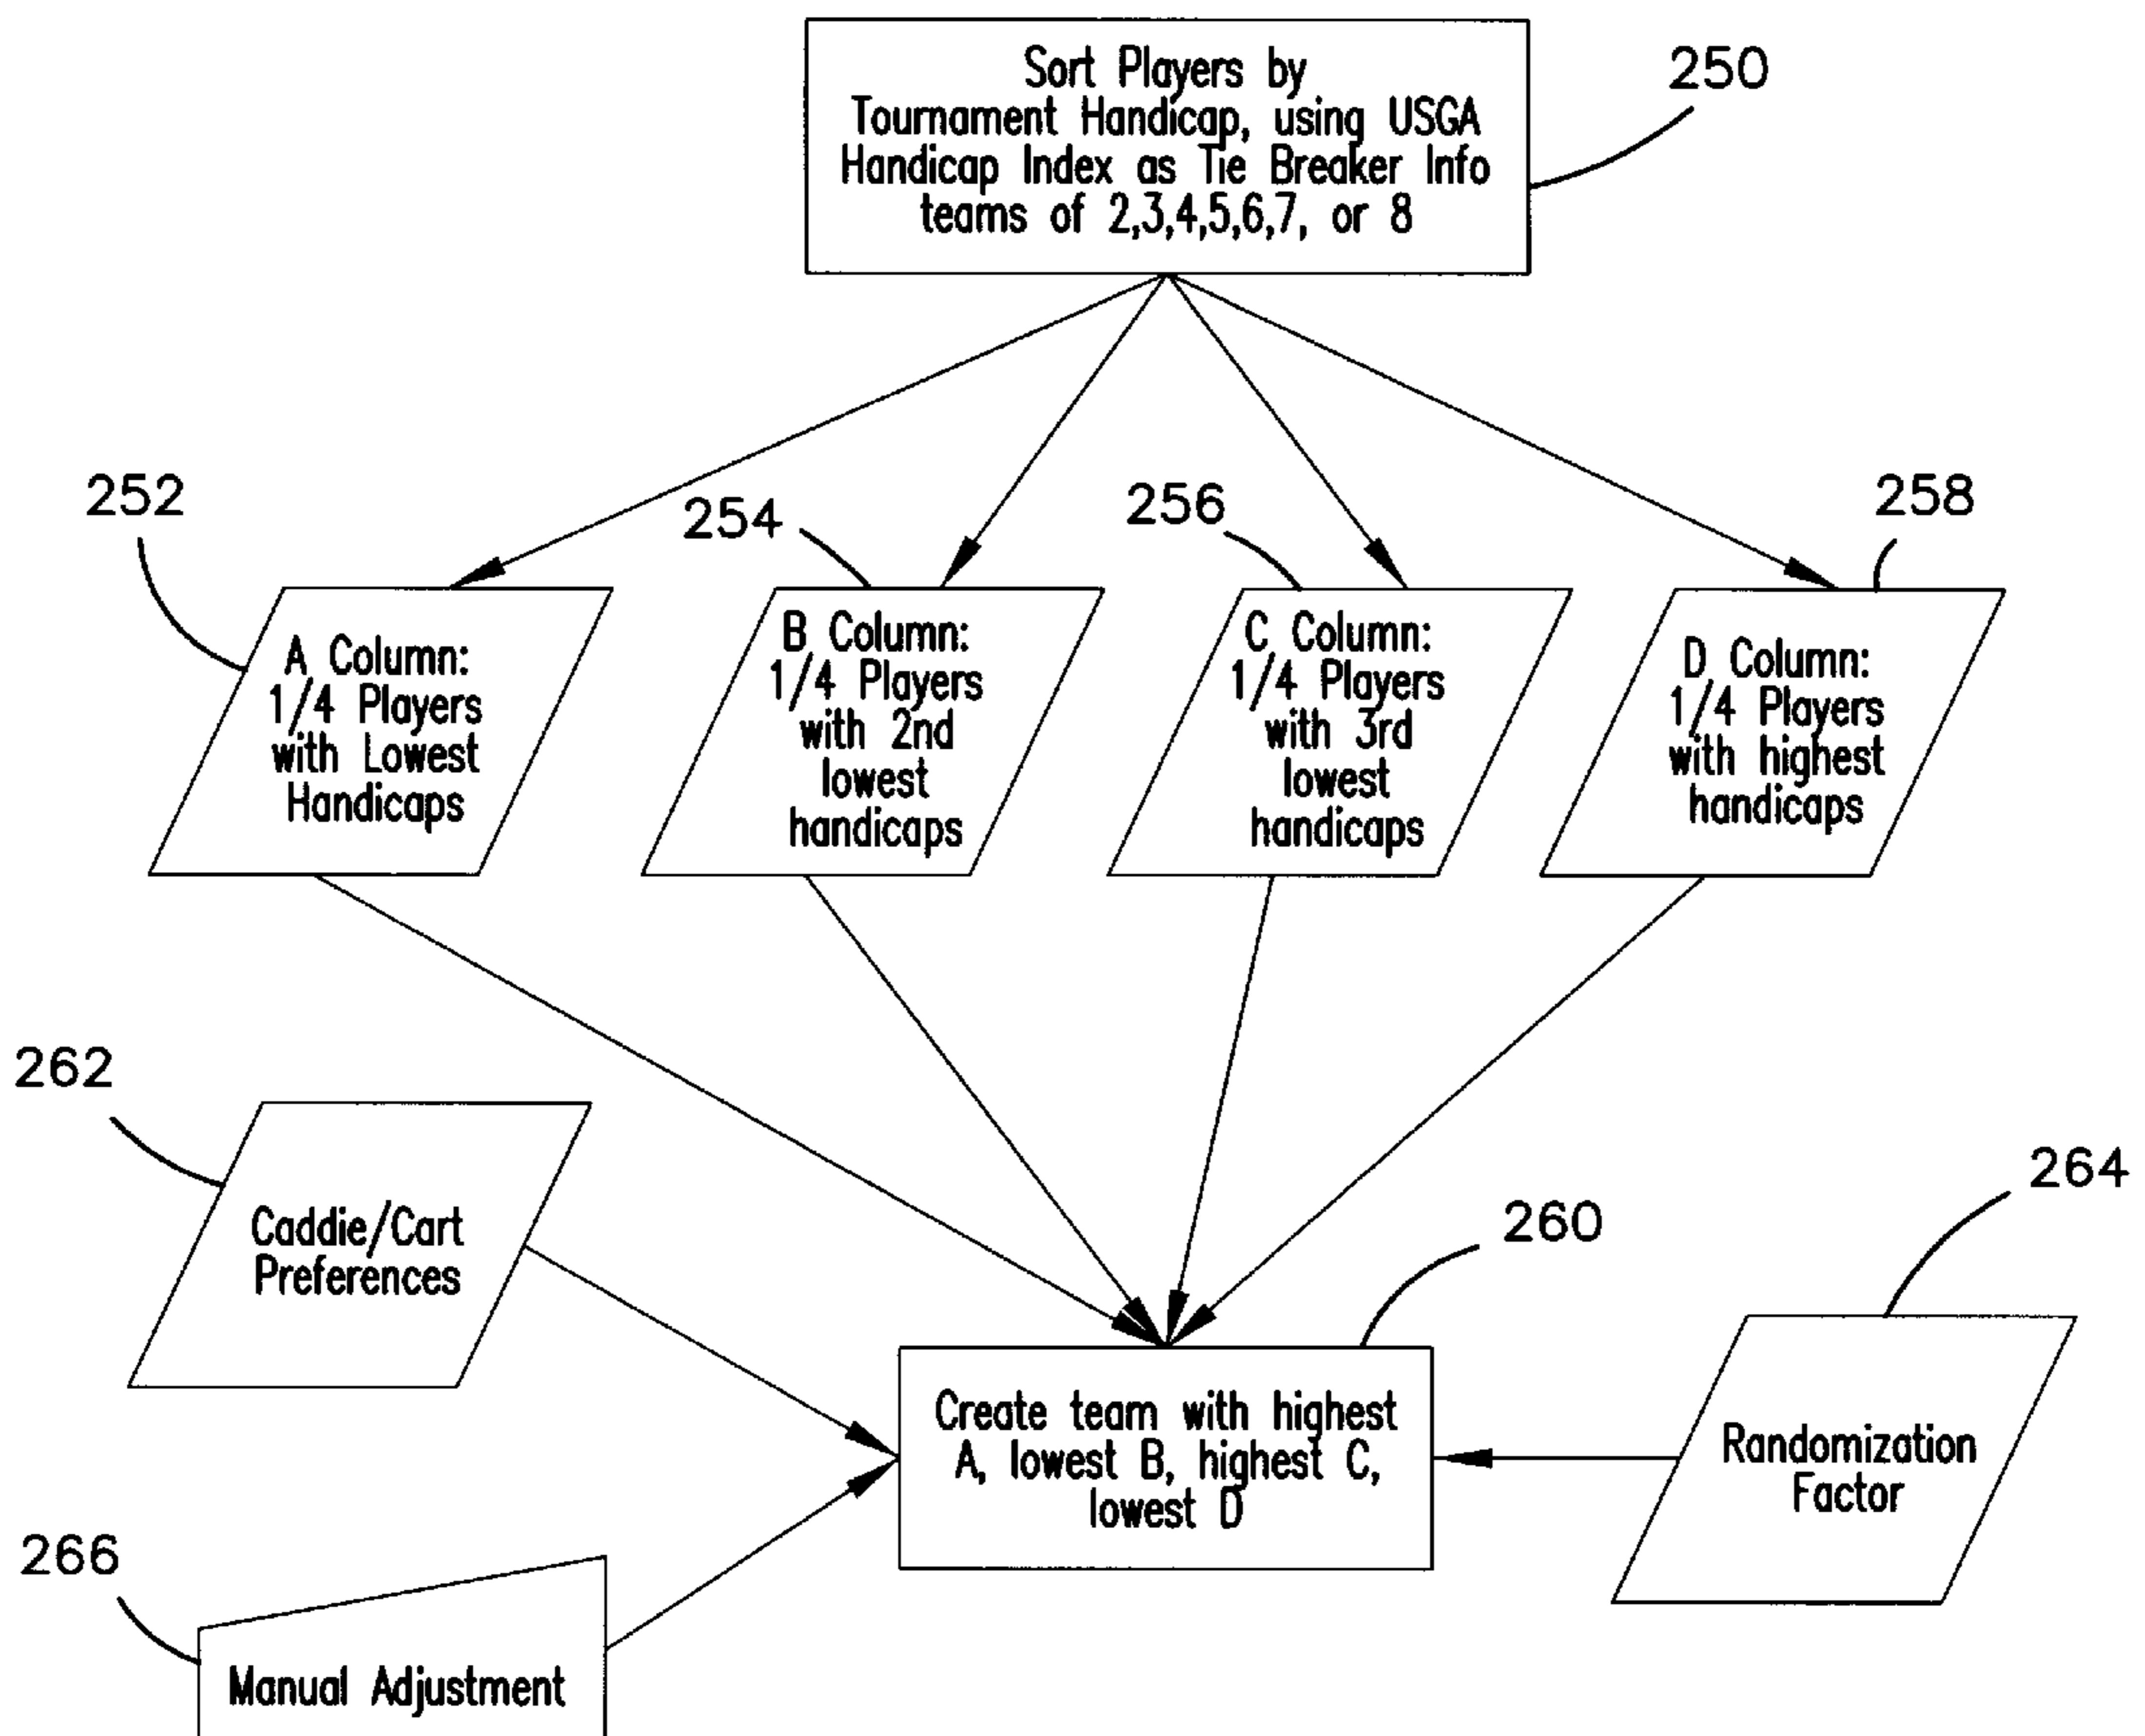 Sort Players by
Tournament Handicap, using USGA
Handicap Index as Tie Breaker Info
teams of 2,3,4,5,6,7, or 8
250
252
254
256
258
A Column:
1/4 Players
with Lowest
Handicaps
B Column:
1/4 Players
with 2nd
lowest
handicaps
C Column:
1/4 Players
with 3rd
lowest
handicaps
D Column:
1/4 Players
with highest
handicaps
262
Caddie/Cart
Preferences
260
Create team with highest
A, lowest B, highest C,
lowest D
264
Randomization
Factor
266
Manual Adjustment